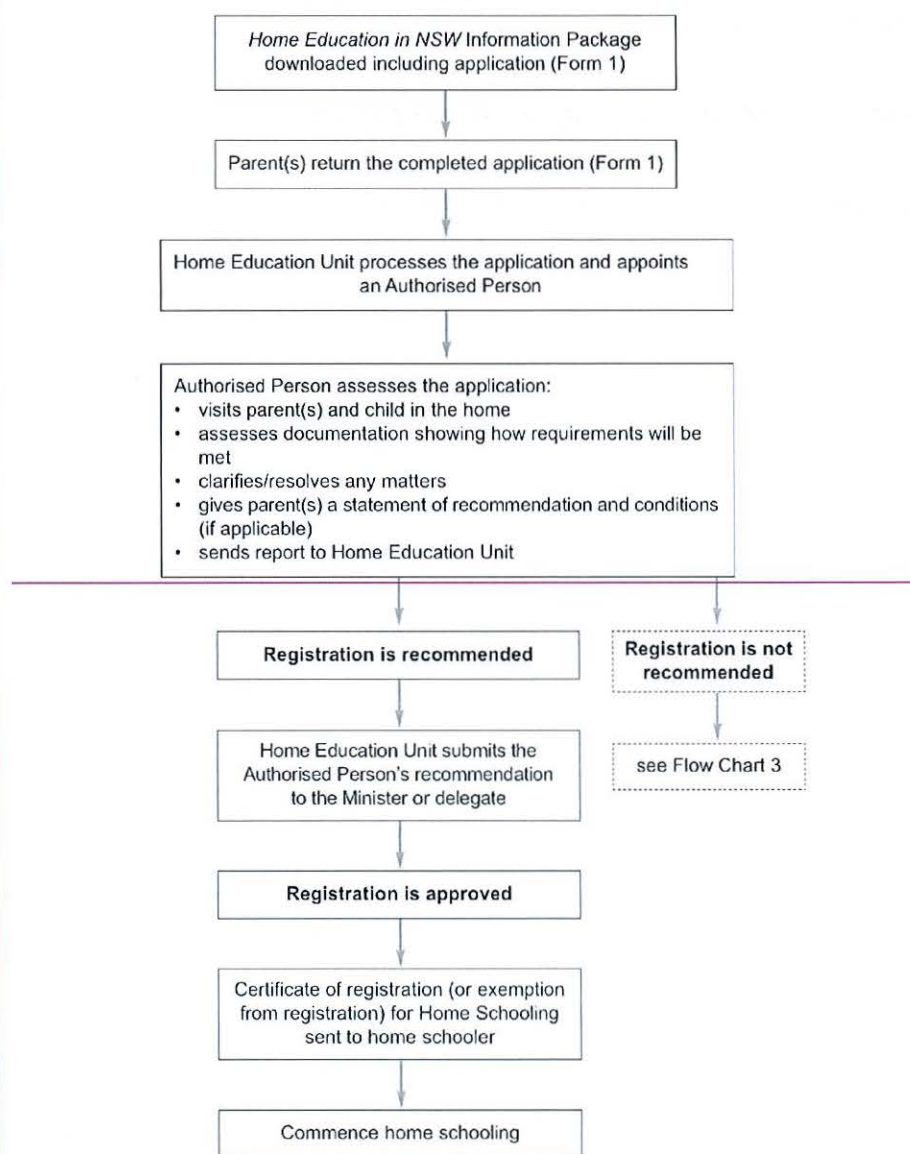 Home Education in NSW Information Package
downloaded including application (Form 1)
Parent(s) return the completed application (Form 1)
Home Education Unit processes the application and appoints
an Authorised Person
Authorised Person assesses the application:
• visits parent(s) and child in the home
• assesses documentation showing how requirements will be
met
• clarifies/resolves any matters
• gives parent(s) a statement of recommendation and conditions
(if applicable)
• sends report to Home Education Unit
Registration is recommended
Registration is not
recommended
Home Education Unit submits the
Authorised Person's recommendation
to the Minister or delegate
see Flow Chart 3
Registration is approved
Certificate of registration (or exemption
from registration) for Home Schooling
sent to home schooler
Commence home schooling